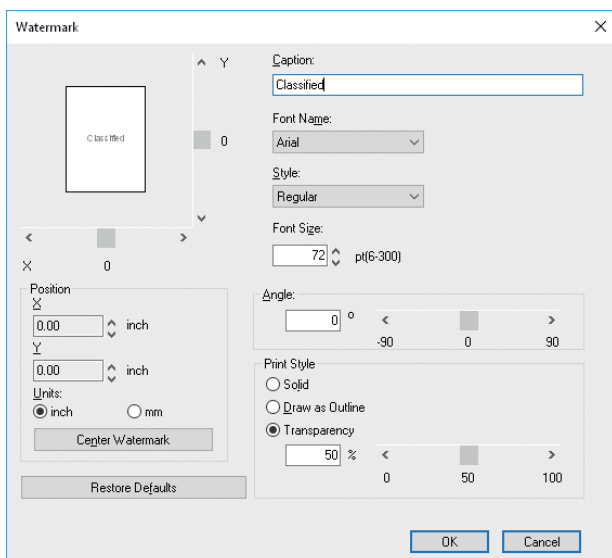 Watermark
Y
Classified
0
X 0
Position
X
0.00 inch
Y
0.00 inch
Units:
inch mm
Center Watermark
Restore Defaults
Caption:
Classified
Font Name:
Arial
Style:
Regular
Font Size:
72 pt(6-300)
Angle:
0 °
-90 0 90
Print Style
Solid
Draw as Outline
Transparency
50 %
0 50 100
OK Cancel